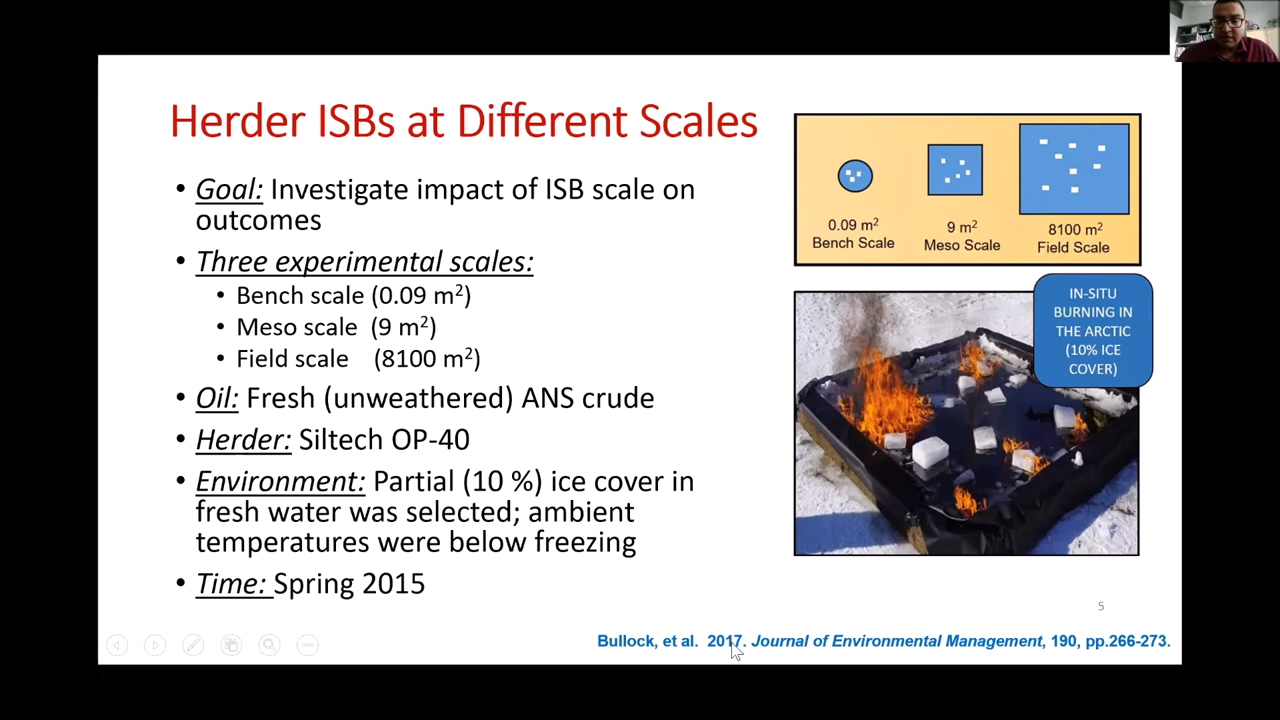 Herder ISBs at Different Scales
• Goal: Investigate impact of ISB scale on
outcomes
• Three experimental scales:
• Bench scale (0.09 m²)
• Meso scale (9 m²)
• Field scale (8100 m²)
• Oil: Fresh (unweathered) ANS crude
• Herder: Siltech OP-40
• Environment: Partial (10 %) ice cover in
fresh water was selected; ambient
temperatures were below freezing
• Time: Spring 2015
0.09 m²
Bench Scale
9 m²
Meso Scale
8100 m²
Field Scale
IN-SITU
BURNING IN
THE ARCTIC
(10% ICE
COVER)
5
Bullock, et al. 2017. Journal of Environmental Management, 190, pp.266-273.